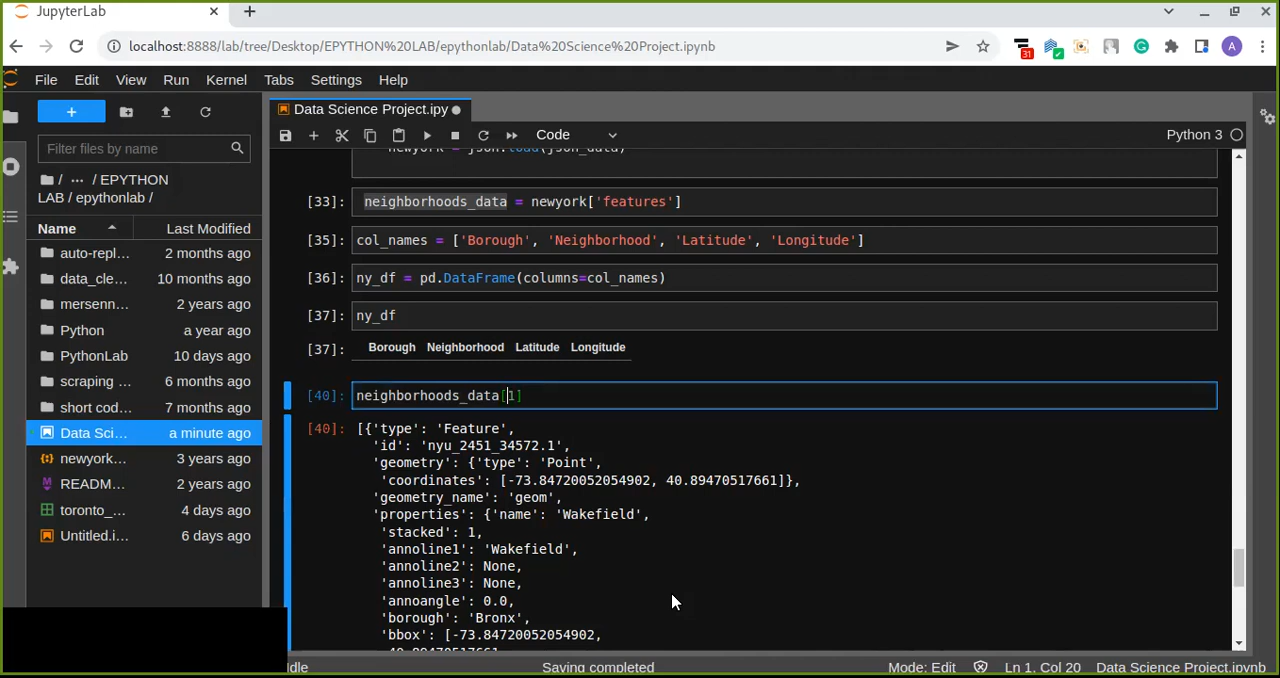 JupyterLab
localhost:8888/lab/tree/Desktop/EPYTHON%20LAB/epythonlab/Data%20Science%20Project.ipynb
31
A
File Edit View Run Kernel Tabs Settings Help
Data Science Project.ipy
Code
Python 3
Filter files by name
/ ... / EPYTHON
LAB / epythonlab /
Name Last Modified
auto-repl... 2 months ago
data_cle... 10 months ago
mersenn... 2 years ago
Python a year ago
PythonLab 10 days ago
scraping ... 6 months ago
short cod... 7 months ago
Data Sci... a minute ago
newyork... 3 years ago
READM... 2 years ago
toronto_... 4 days ago
Untitled.i... 6 days ago
newyork = json.load(json_data)
[33]: neighborhoods_data = newyork['features']
[35]: col_names = ['Borough', 'Neighborhood', 'Latitude', 'Longitude']
[36]: ny_df = pd.DataFrame(columns=col_names)
[37]: ny_df
[37]: Borough Neighborhood Latitude Longitude
[40]: neighborhoods_data[1]
[40]: [{'type': 'Feature',
'id': 'nyu_2451_34572.1',
'geometry': {'type': 'Point',
'coordinates': [-73.84720052054902, 40.89470517661]},
'geometry_name': 'geom',
'properties': {'name': 'Wakefield',
'stacked': 1,
'annoline1': 'Wakefield',
'annoline2': None,
'annoline3': None,
'annoangle': 0.0,
'borough': 'Bronx',
'bbox': [-73.84720052054902,
40.89470517661,
Idle Saving completed Mode: Edit Ln 1, Col 20 Data Science Project.ipynb